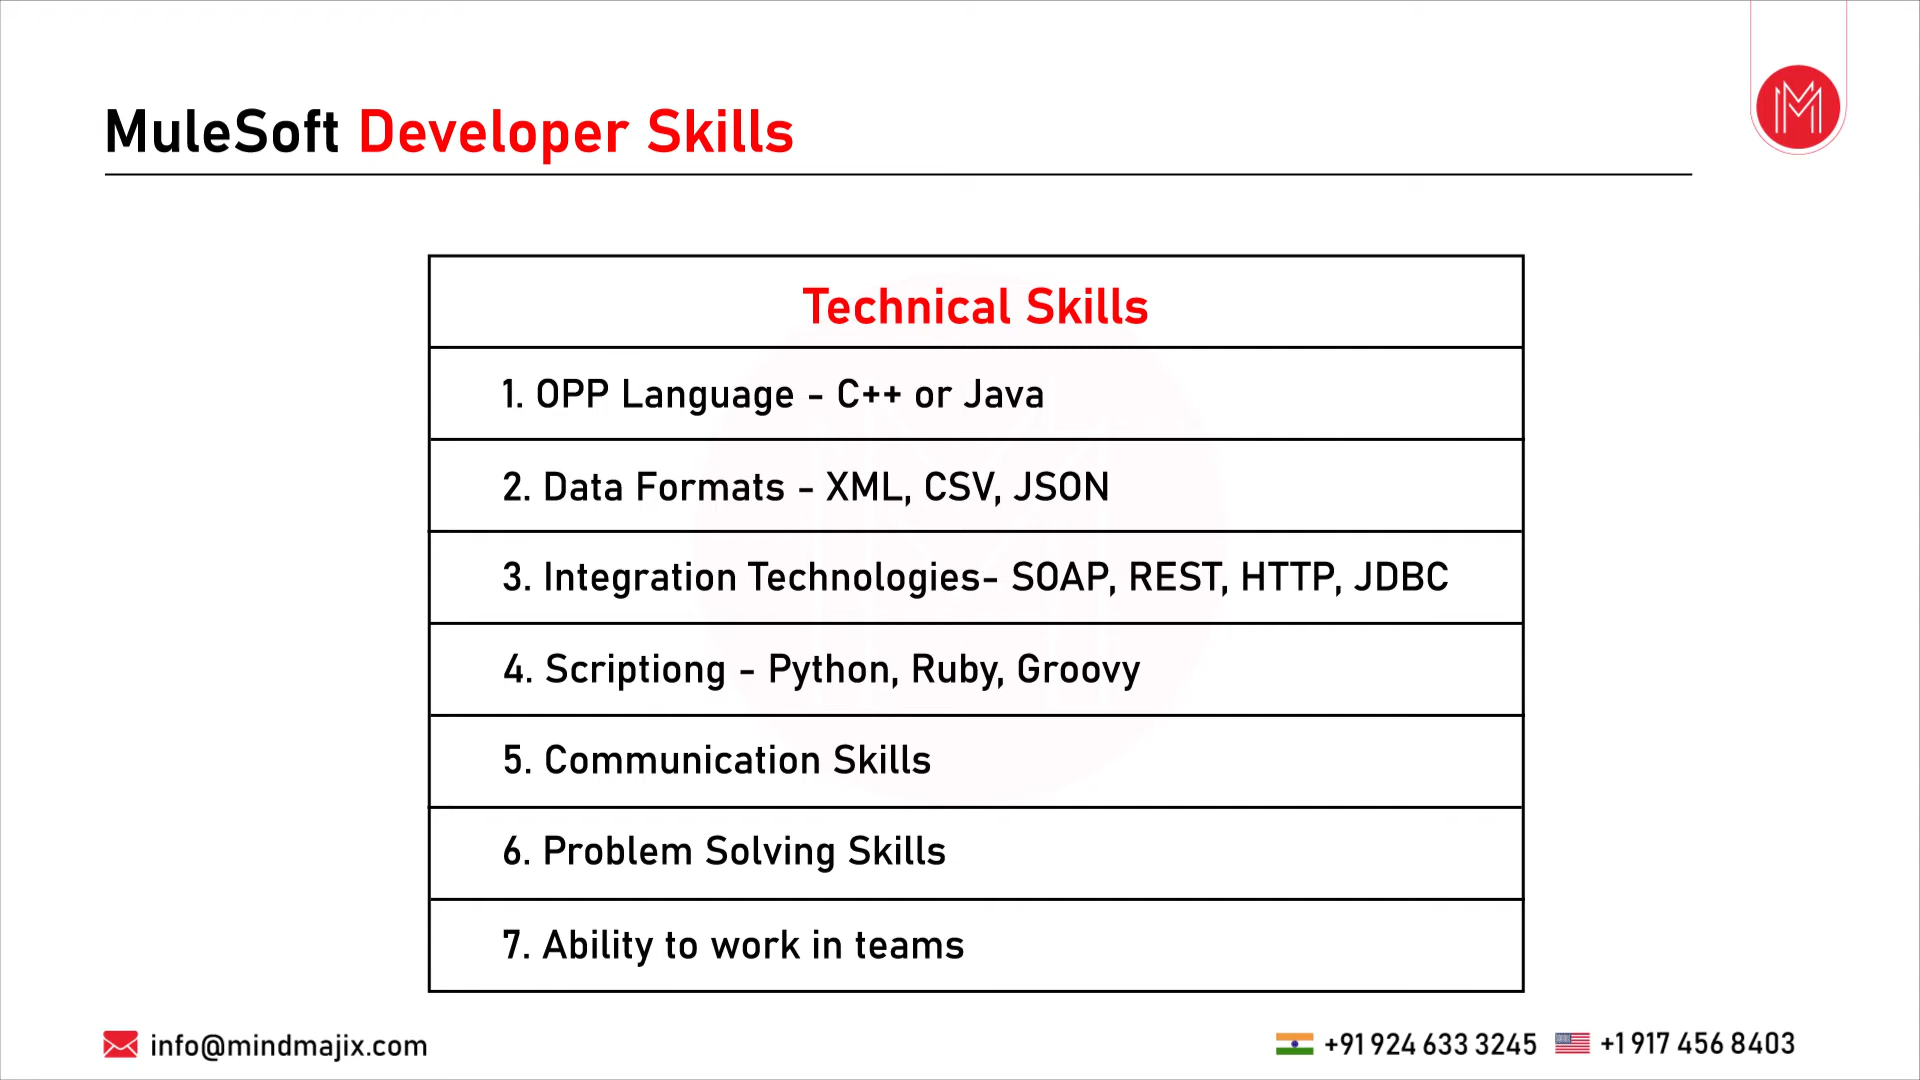 MuleSoft Developer Skills
Technical Skills
1. OPP Language - C++ or Java
2. Data Formats - XML, CSV, JSON
3. Integration Technologies- SOAP, REST, HTTP, JDBC
4. Scriptiong - Python, Ruby, Groovy
5. Communication Skills
6. Problem Solving Skills
7. Ability to work in teams
info@mindmajix.com
+91 924 633 3245
+1 917 456 8403